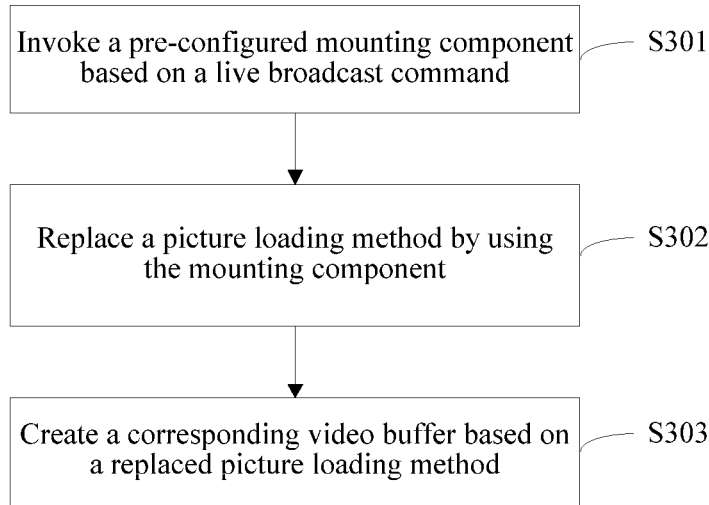 Invoke a pre-configured mounting component
based on a live broadcast command
S301
Replace a picture loading method by using
the mounting component
S302
Create a corresponding video buffer based on
a replaced picture loading method
S303